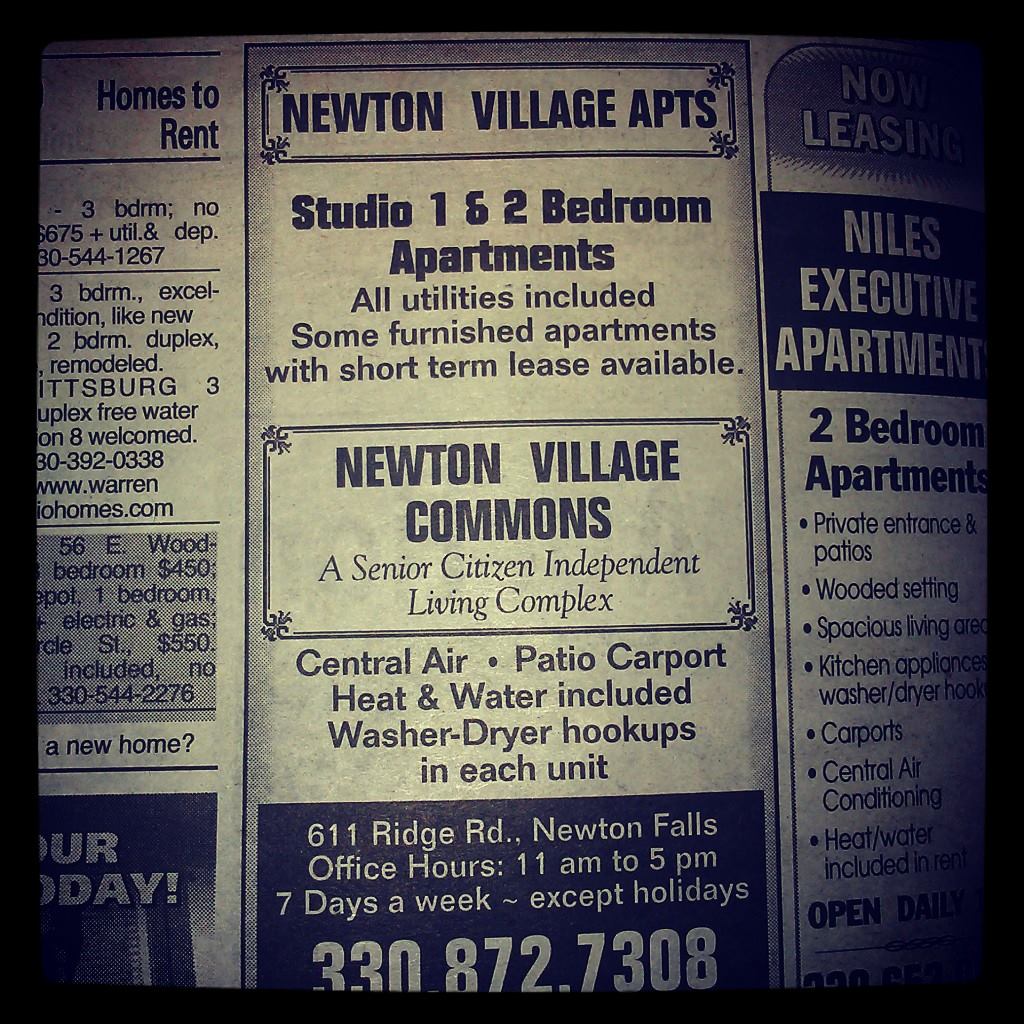 Homes to
Rent
- 3 bdrm; no
$675 + util.& dep.
30-544-1267
3 bdrm., excel-
ndition, like new
2 bdrm. duplex,
, remodeled.
ITTSBURG 3
uplex free water
on 8 welcomed.
30-392-0338
www.warren
iohomes.com
56 E. Wood-
bedroom $450;
epot, 1 bedroom,
+ electric & gas;
cle St., $550
included, no
330-544-2276
a new home?
OUR
ODAY!
NEWTON VILLAGE APTS
Studio 1 & 2 Bedroom
Apartments
All utilities included
Some furnished apartments
with short term lease available.
NEWTON VILLAGE
COMMONS
A Senior Citizen Independent
Living Complex
Central Air • Patio Carport
Heat & Water included
Washer-Dryer hookups
in each unit
611 Ridge Rd., Newton Falls
Office Hours: 11 am to 5 pm
7 Days a week ~ except holidays
330.872.7308
NOW
LEASING
NILES
EXECUTIVE
APARTMENTS
2 Bedroom
Apartments
• Private entrance &
patios
• Wooded setting
• Spacious living area
• Kitchen appliances
washer/dryer hook
• Carports
• Central Air
Conditioning
• Heat/water
included in rent
OPEN DAILY